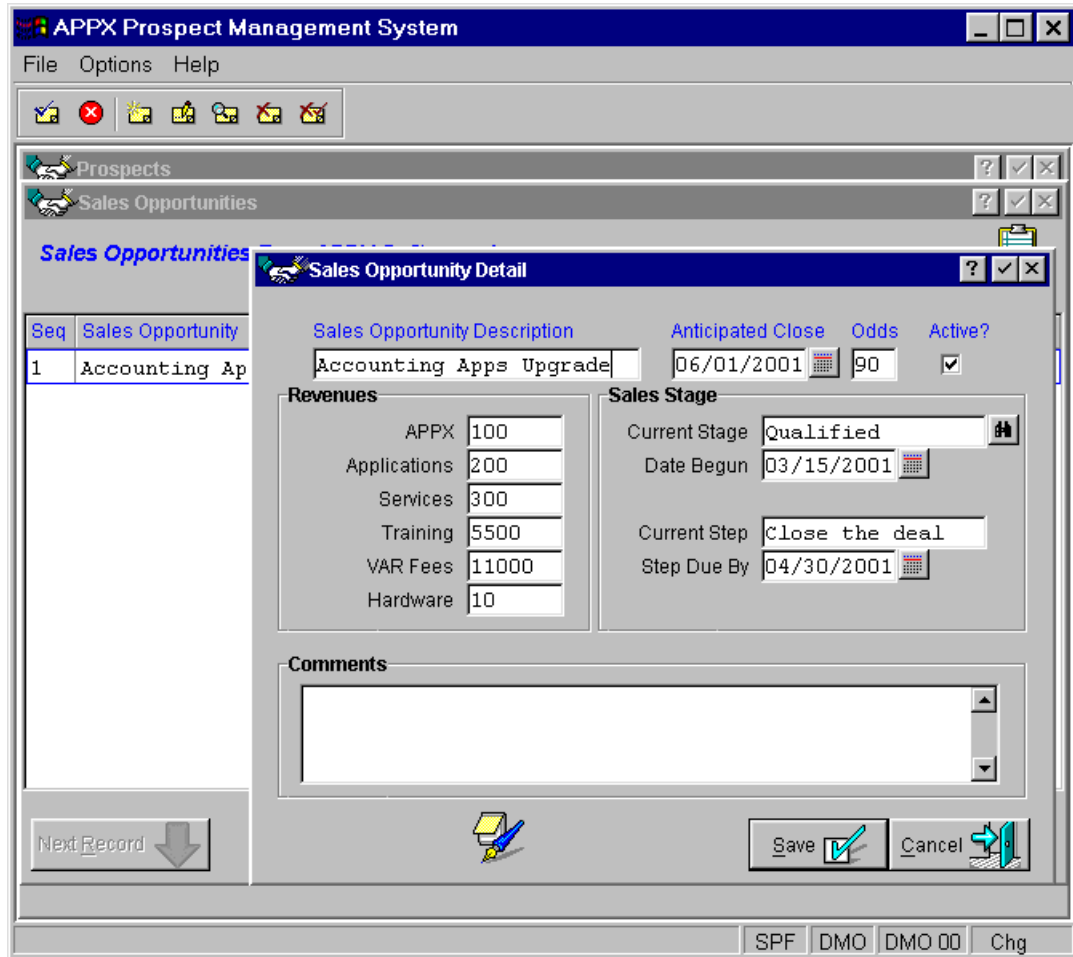 APPX Prospect Management System
File Options Help
Prospects
Sales Opportunities
Sales Opportunities
Sales Opportunity Detail
Seq Sales Opportunity
1 Accounting Ap
Sales Opportunity Description Anticipated Close Odds Active?
Accounting Apps Upgrade 06/01/2001 90
Revenues
APPX 100
Applications 200
Services 300
Training 5500
VAR Fees 11000
Hardware 10
Sales Stage
Current Stage Qualified
Date Begun 03/15/2001
Current Step Close the deal
Step Due By 04/30/2001
Comments
Next Record
Save Cancel
SPF DMO DMO 00 Chg